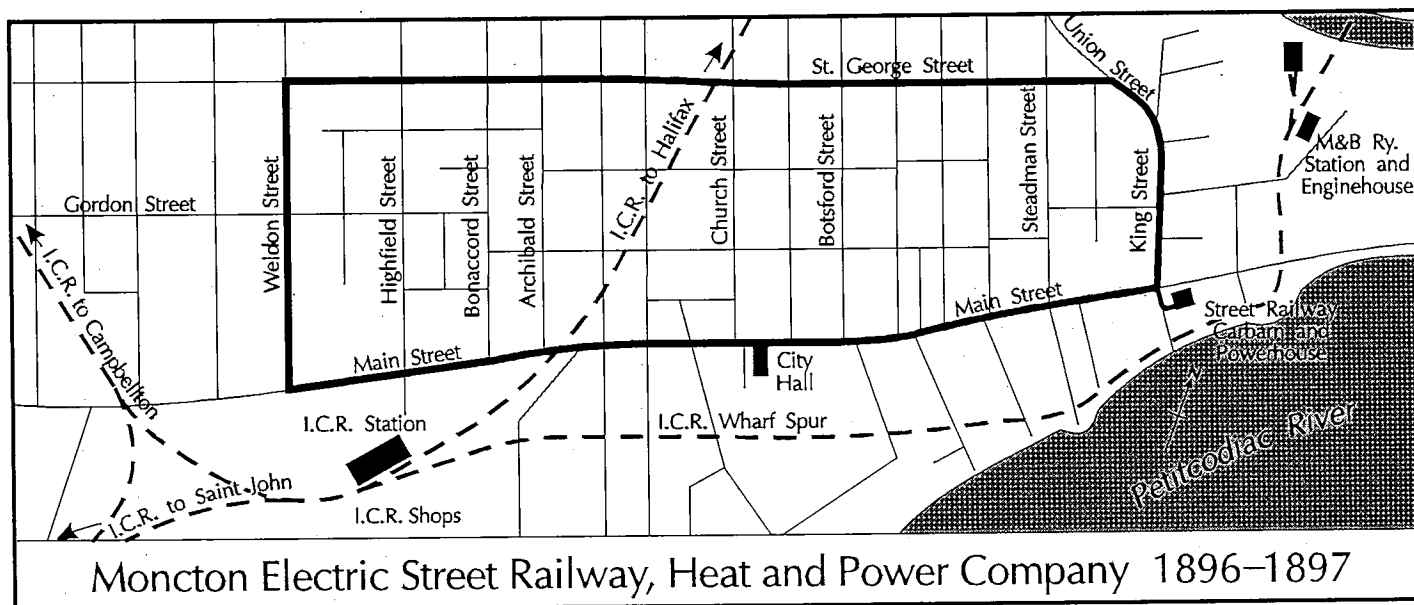 Union Street
St. George Street
I.C.R. to Halifax
M&B Ry.
Station and
Enginehouse
Gordon Street
Weldon Street
Highfield Street
Bonaccord Street
Archibald Street
Church Street
Botsford Street
Steadman Street
King Street
I.C.R. to Campbellton
Main Street
Main Street
Street Railway
Carbarn and
Powerhouse
City
Hall
I.C.R. Station
I.C.R. Wharf Spur
N
Petitcodiac River
I.C.R. to Saint John
I.C.R. Shops
Moncton Electric Street Railway, Heat and Power Company 1896–1897